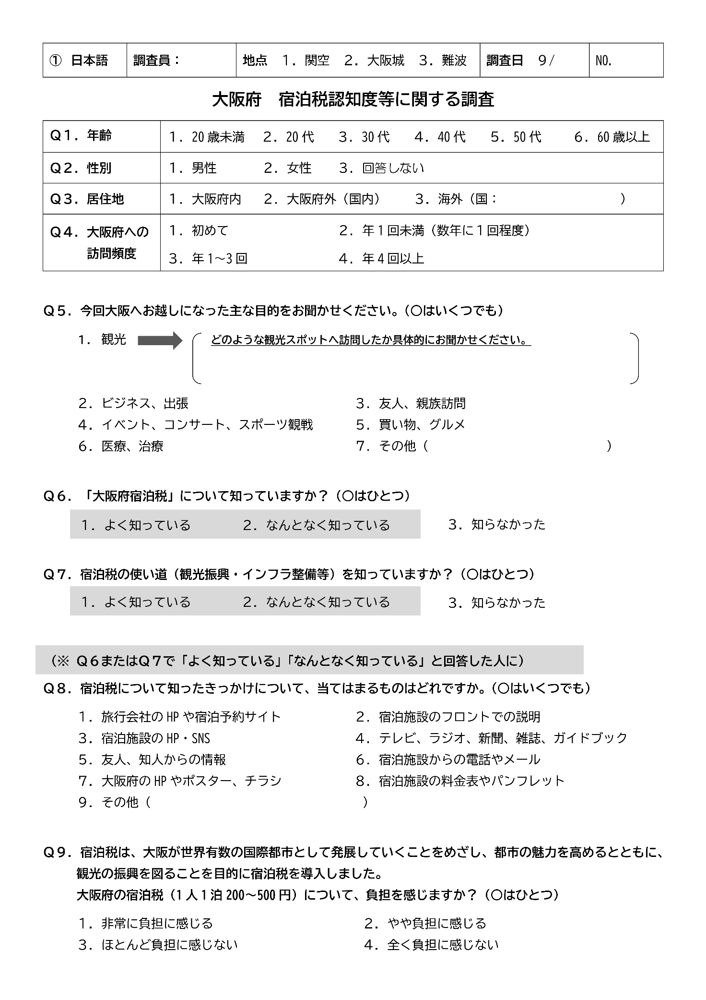 ① 日本語 調査員： 地点 １．関空 ２．大阪城 ３．難波 調査日 ９/ NO.
大阪府　宿泊税認知度等に関する調査
Ｑ１．年齢 １．20 歳未満 ２．20 代 ３．30 代 ４．40 代 ５．50 代 ６．60 歳以上
Ｑ２．性別 １．男性 ２．女性 ３．回答しない
Ｑ３．居住地 １．大阪府内 ２．大阪府外（国内） ３．海外（国： ）
Ｑ４．大阪府への
訪問頻度
１．初めて ２．年１回未満（数年に１回程度）
３．年 1～3 回 ４．年 4 回以上
Ｑ５．今回大阪へお越しになった主な目的をお聞かせください。（〇はいくつでも）
１．観光 どのような観光スポットへ訪問したか具体的にお聞かせください。
２．ビジネス、出張 ３．友人、親族訪問
４．イベント、コンサート、スポーツ観戦 ５．買い物、グルメ
６．医療、治療 ７．その他（ ）
Ｑ６．「大阪府宿泊税」について知っていますか？（〇はひとつ）
１．よく知っている ２．なんとなく知っている ３．知らなかった
Ｑ７．宿泊税の使い道（観光振興・インフラ整備等）を知っていますか？（〇はひとつ）
１．よく知っている ２．なんとなく知っている ３．知らなかった
（※ Ｑ６またはＱ７で「よく知っている」「なんとなく知っている」と回答した人に）
Ｑ８．宿泊税について知ったきっかけについて、当てはまるものはどれですか。（〇はいくつでも）
１．旅行会社の HP や宿泊予約サイト ２．宿泊施設のフロントでの説明
３．宿泊施設の HP・SNS ４．テレビ、ラジオ、新聞、雑誌、ガイドブック
５．友人、知人からの情報 ６．宿泊施設からの電話やメール
７．大阪府の HP やポスター、チラシ ８．宿泊施設の料金表やパンフレット
９．その他（ ）
Ｑ９．宿泊税は、大阪が世界有数の国際都市として発展していくことをめざし、都市の魅力を高めるとともに、
観光の振興を図ることを目的に宿泊税を導入しました。
大阪府の宿泊税（1 人 1 泊 200～500 円）について、負担を感じますか？（〇はひとつ）
１．非常に負担に感じる ２．やや負担に感じる
３．ほとんど負担に感じない ４．全く負担に感じない